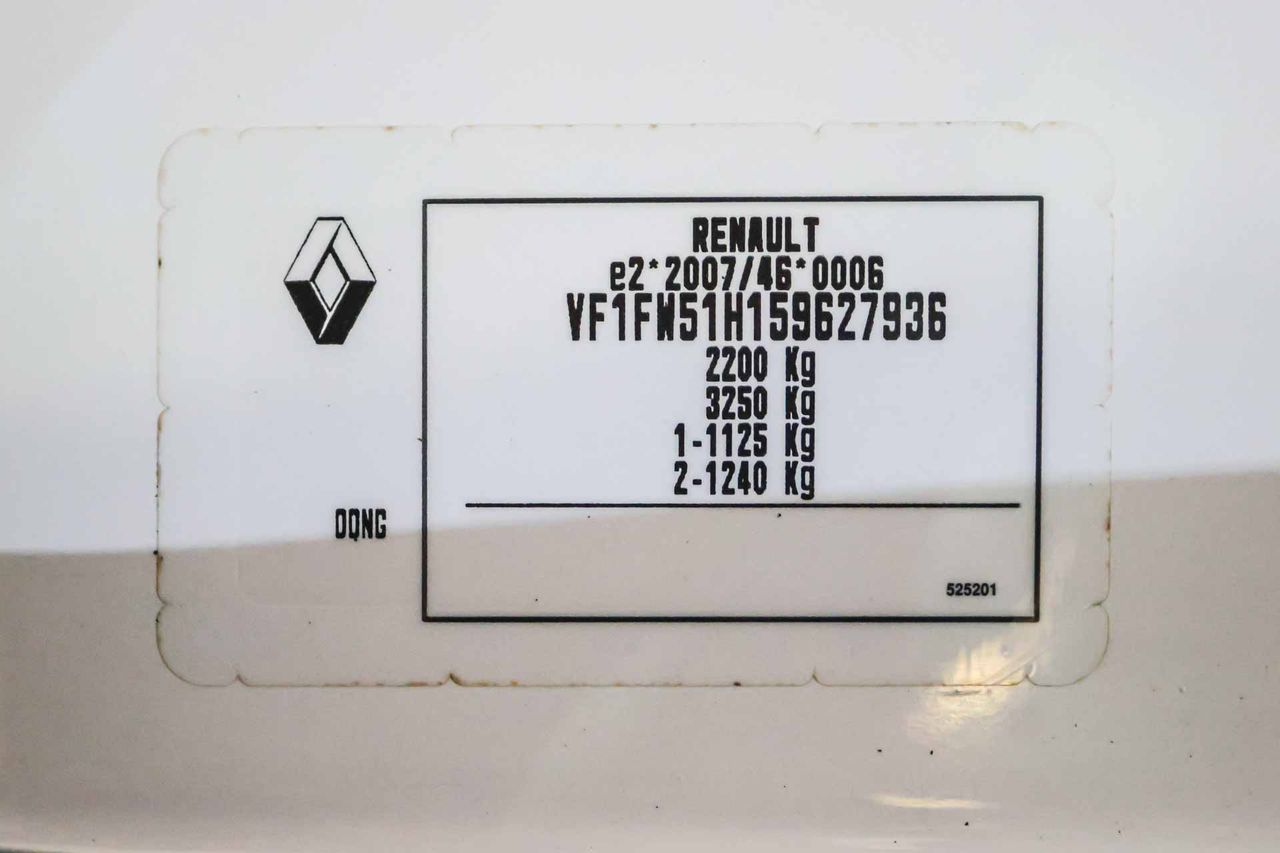 RENAULT
e2*2007/46*0006
VF1FW51H159627936
2200 Kg
3250 Kg
1-1125 Kg
2-1240 Kg
DQNG
525201